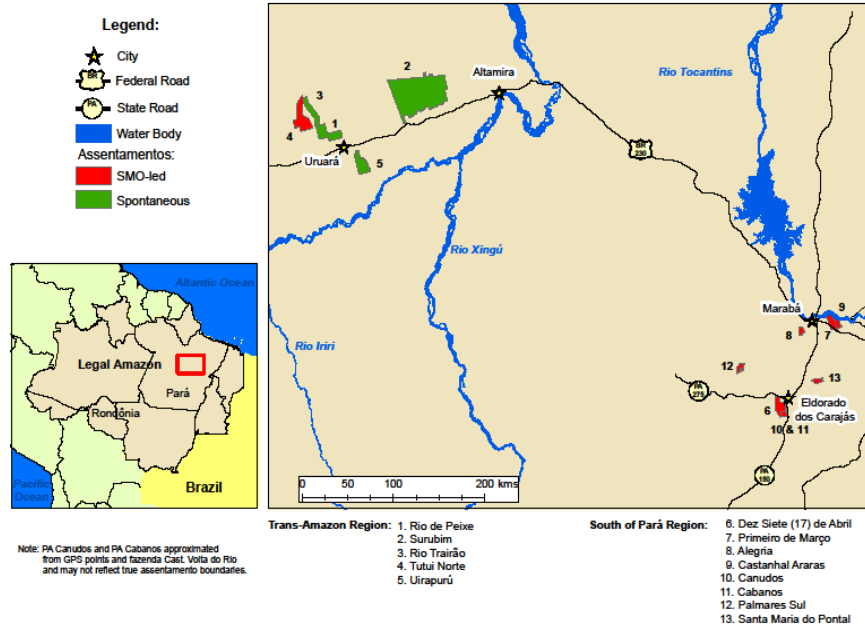 Legend:
City
BR
Federal Road
PA
State Road
Water Body
Assentamentos:
SMO-led
Spontaneous
Altantic Ocean
Legal Amazon
Pará
Rondônia
Pacific
Ocean
Brazil
Note: PA Canudos and PA Cabanos approximated
from GPS points and fazenda Cast. Volta do Rio
and may not reflect true assentamento boundaries.
2
Altamira
Rio Tocantins
3
4
1
Uruará
5
BR
230
Rio Xingú
Rio Iriri
Marabá
9
8
7
12
13
PA
275
6
Eldorado
dos Carajás
10 & 11
PA
150
0
50
100
200 kms
Trans-Amazon Region:
1. Rio de Peixe
2. Surubim
3. Rio Trairão
4. Tutui Norte
5. Uirapurú
South of Pará Region:
6. Dez Siete (17) de Abril
7. Primeiro de Março
8. Alegria
9. Castanhal Araras
10. Canudos
11. Cabanos
12. Palmares Sul
13. Santa Maria do Pontal